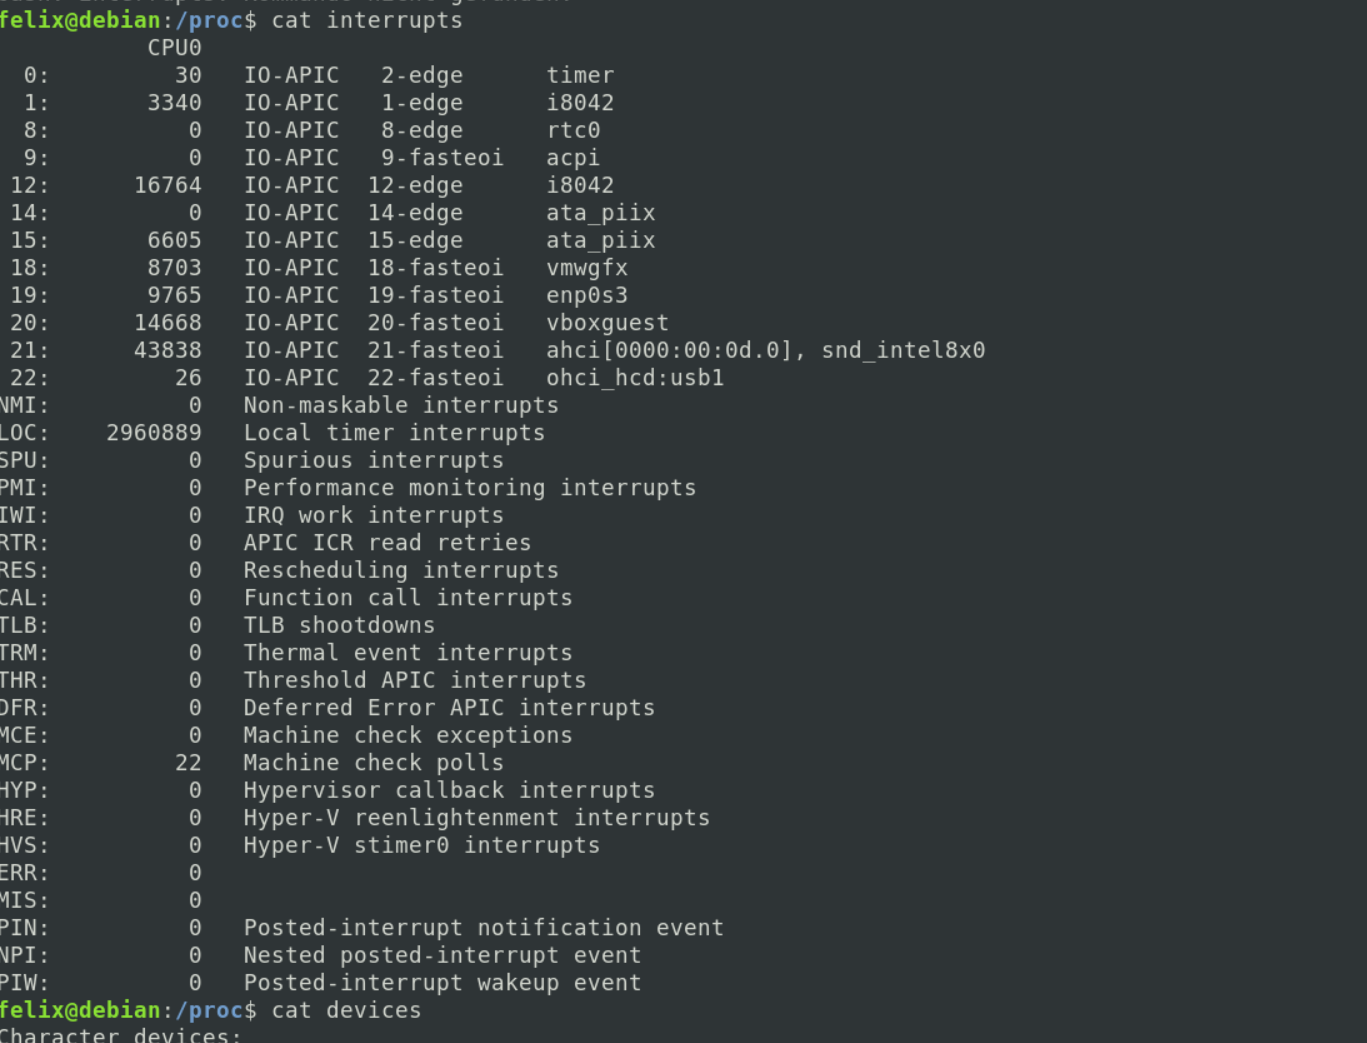 felix@debian:/proc$ cat interrupts
           CPU0
  0:         30   IO-APIC   2-edge      timer
  1:       3340   IO-APIC   1-edge      i8042
  8:          0   IO-APIC   8-edge      rtc0
  9:          0   IO-APIC   9-fasteoi   acpi
 12:      16764   IO-APIC  12-edge      i8042
 14:          0   IO-APIC  14-edge      ata_piix
 15:       6605   IO-APIC  15-edge      ata_piix
 18:       8703   IO-APIC  18-fasteoi   vmwgfx
 19:       9765   IO-APIC  19-fasteoi   enp0s3
 20:      14668   IO-APIC  20-fasteoi   vboxguest
 21:      43838   IO-APIC  21-fasteoi   ahci[0000:00:0d.0], snd_intel8x0
 22:         26   IO-APIC  22-fasteoi   ohci_hcd:usb1
NMI:          0   Non-maskable interrupts
LOC:    2960889   Local timer interrupts
SPU:          0   Spurious interrupts
PMI:          0   Performance monitoring interrupts
IWI:          0   IRQ work interrupts
RTR:          0   APIC ICR read retries
RES:          0   Rescheduling interrupts
CAL:          0   Function call interrupts
TLB:          0   TLB shootdowns
TRM:          0   Thermal event interrupts
THR:          0   Threshold APIC interrupts
DFR:          0   Deferred Error APIC interrupts
MCE:          0   Machine check exceptions
MCP:         22   Machine check polls
HYP:          0   Hypervisor callback interrupts
HRE:          0   Hyper-V reenlightenment interrupts
HVS:          0   Hyper-V stimer0 interrupts
ERR:          0
MIS:          0
PIN:          0   Posted-interrupt notification event
NPI:          0   Nested posted-interrupt event
PIW:          0   Posted-interrupt wakeup event
felix@debian:/proc$ cat devices
Character devices: